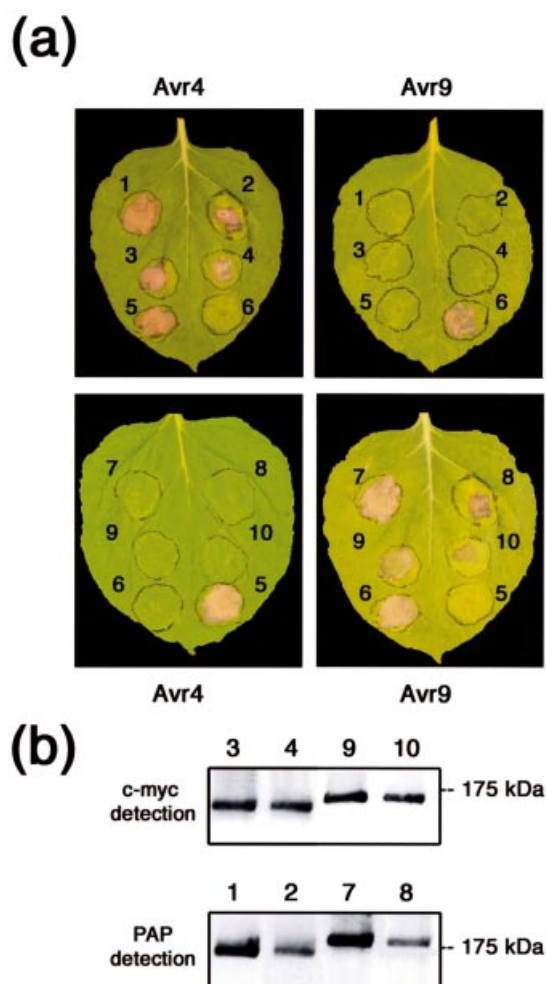 (a)
Avr4 Avr9
1 2 1 2
3 4 3 4
5 6 5 6
7 8 7 8
9 10 9 10
6 5 6 5
Avr4 Avr9
(b)
3 4 9 10
c-myc
detection
175 kDa
1 2 7 8
PAP
detection
175 kDa